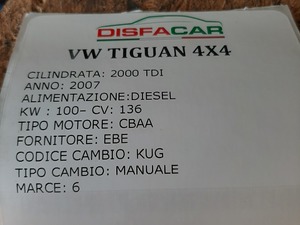 DISFACAR
VW TIGUAN 4X4
CILINDRATA: 2000 TDI
ANNO: 2007
ALIMENTAZIONE:DIESEL
KW : 100- CV: 136
TIPO MOTORE: CBAA
FORNITORE: EBE
CODICE CAMBIO: KUG
TIPO CAMBIO: MANUALE
MARCE: 6